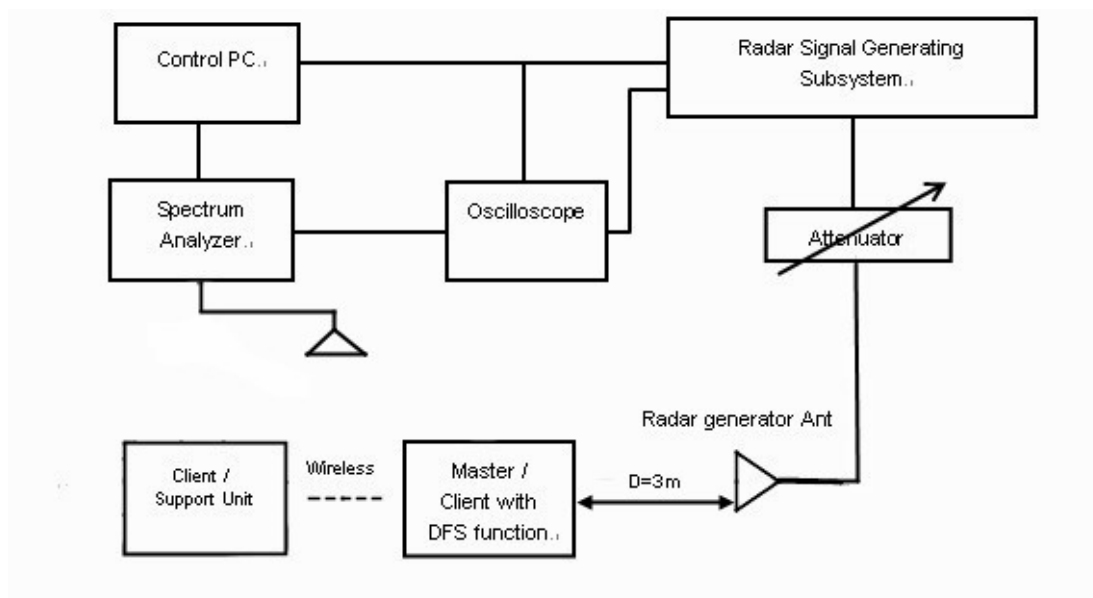 Control PC.
Radar Signal Generating
Subsystem.
Spectrum
Analyzer.
Oscilloscope
Attenuator
Radar generator Ant
Client /
Support Unit
Wireless
Master /
Client with
DFS function.
D=3m